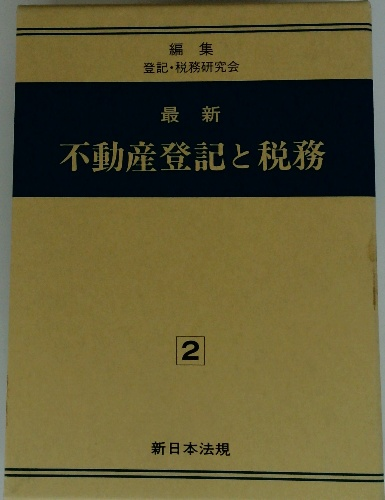 編集
登記・税務研究会
最新
不動産登記と税務
2
新日本法規